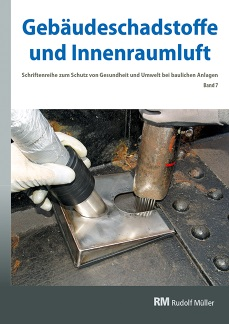 Gebäudeschadstoffe
und Innenraumluft
Schriftenreihe zum Schutz von Gesundheit und Umwelt bei baulichen Anlagen
Band 7
RM Rudolf Müller